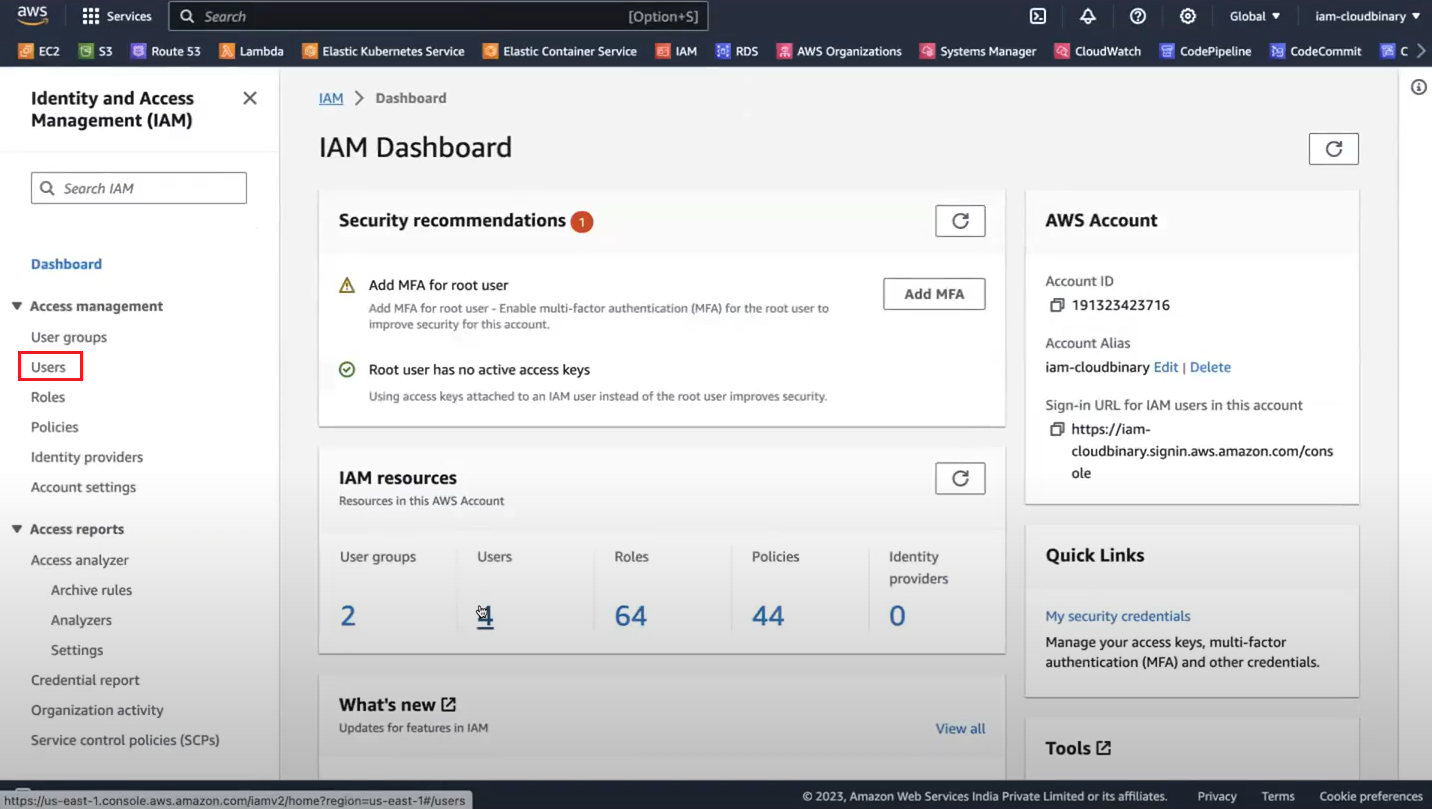 aws
Services
Search [Option+S]
Global
iam-cloudbinary
EC2
S3
Route 53
Lambda
Elastic Kubernetes Service
Elastic Container Service
IAM
RDS
AWS Organizations
Systems Manager
CloudWatch
CodePipeline
CodeCommit
C
Identity and Access
Management (IAM)
Search IAM
Dashboard
Access management
User groups
Users
Roles
Policies
Identity providers
Account settings
Access reports
Access analyzer
Archive rules
Analyzers
Settings
Credential report
Organization activity
Service control policies (SCPs)
IAM > Dashboard
IAM Dashboard
Security recommendations 1
Add MFA for root user
Add MFA for root user - Enable multi-factor authentication (MFA) for the root user to
improve security for this account.
Add MFA
Root user has no active access keys
Using access keys attached to an IAM user instead of the root user improves security.
IAM resources
Resources in this AWS Account
User groups
2
Users
4
Roles
64
Policies
44
Identity
providers
0
What's new
Updates for features in IAM
View all
AWS Account
Account ID
191323423716
Account Alias
iam-cloudbinary Edit | Delete
Sign-in URL for IAM users in this account
https://iam-
cloudbinary.signin.aws.amazon.com/cons
ole
Quick Links
My security credentials
Manage your access keys, multi-factor
authentication (MFA) and other credentials.
Tools
https://us-east-1.console.aws.amazon.com/iamv2/home?region=us-east-1#/users
© 2023, Amazon Web Services India Private Limited or its affiliates.
Privacy
Terms
Cookie preferences